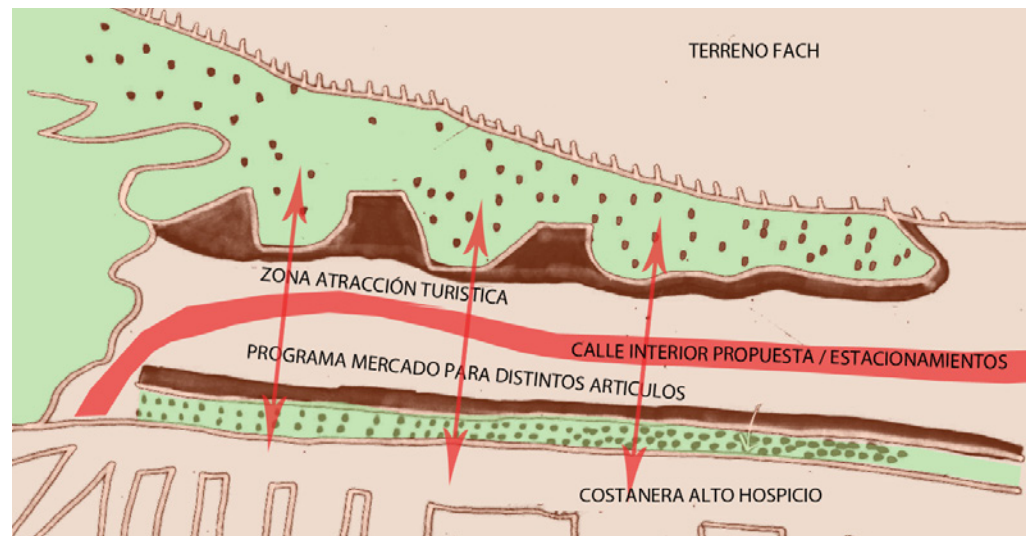 TERRENO FACH
ZONA ATRACCIÓN TURISTICA
CALLE INTERIOR PROPUESTA / ESTACIONAMIENTOS
PROGRAMA MERCADO PARA DISTINTOS ARTICULOS
COSTANERA ALTO HOSPICIO